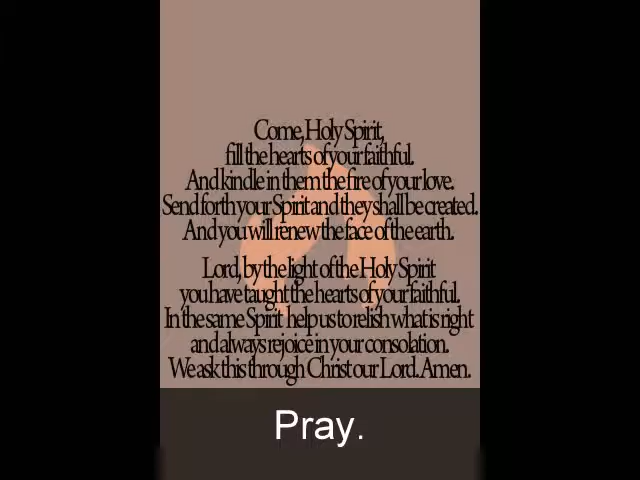 Come, Holy Spirit,
fill the hearts of your faithful.
And kindle in them the fire of your love.
Send forth your Spirit and they shall be created.
And you will renew the face of the earth.
Lord, by the light of the Holy Spirit
you have taught the hearts of your faithful.
In the same Spirit help us to relish what is right
and always rejoice in your consolation.
We ask this through Christ our Lord. Amen.
Pray.